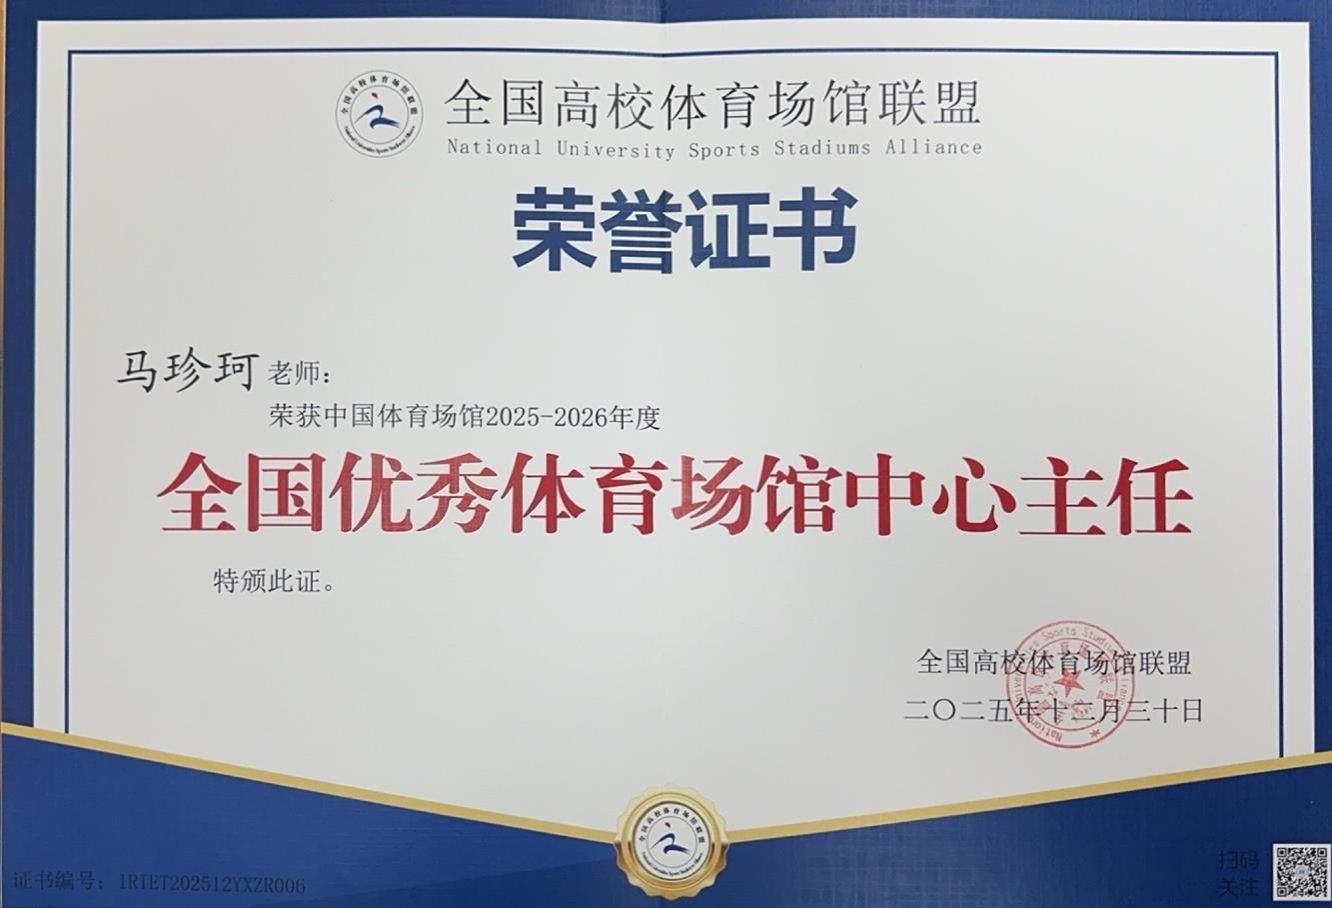 全国高校体育场馆联盟
National University Sports Stadiums Alliance
荣誉证书
马珍珂老师：
荣获中国体育场馆2025-2026年度
全国优秀体育场馆中心主任
特颁此证。
全国高校体育场馆联盟
二〇二五年十二月三十日
证书编号：IRIET202512YXZR006
扫码
关注